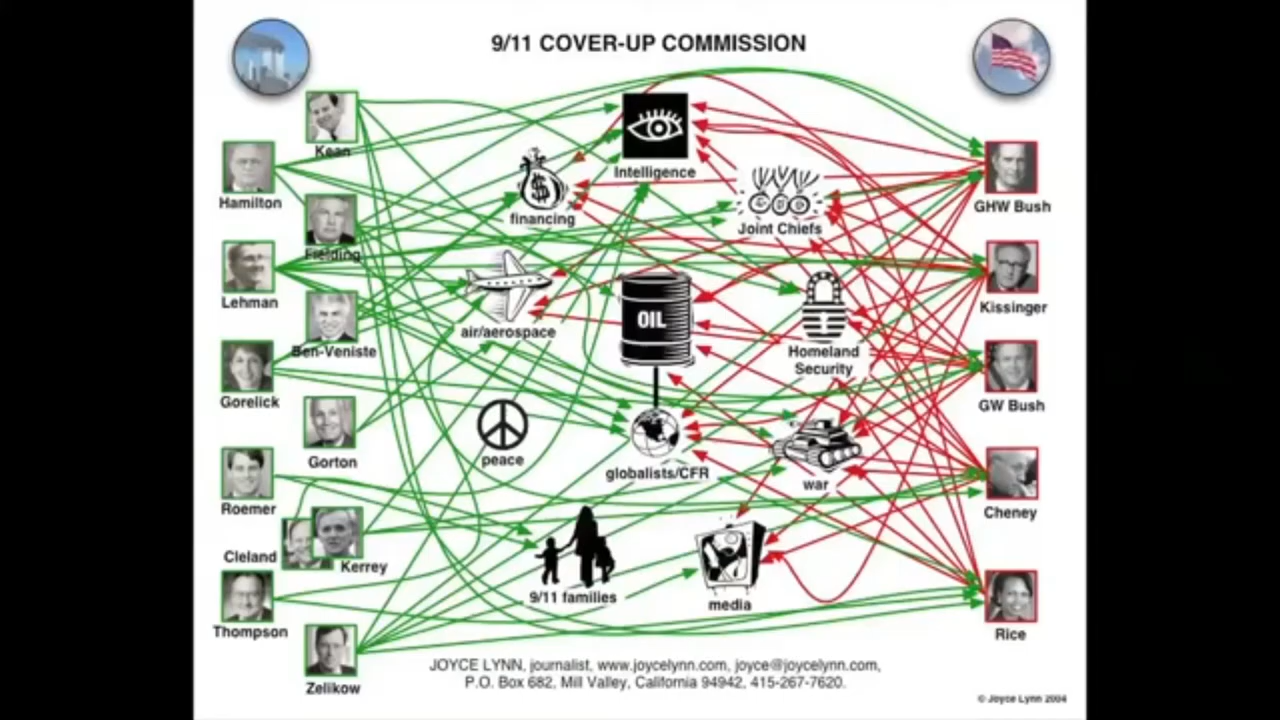 9/11 COVER-UP COMMISSION
Kean
Hamilton
Fielding
Lehman
Ben-Veniste
Gorelick
Gorton
Roemer
Cleland
Kerrey
Thompson
Zelikow
Intelligence
financing
Joint Chiefs
air/aerospace
OIL
Homeland
Security
peace
globalists/CFR
war
9/11 families
media
GHW Bush
Kissinger
GW Bush
Cheney
Rice
JOYCE LYNN, journalist, www.joycelynn.com, joyce@joycelynn.com,
P.O. Box 682, Mill Valley, California 94942, 415-267-7620.
© Joyce Lynn 2004